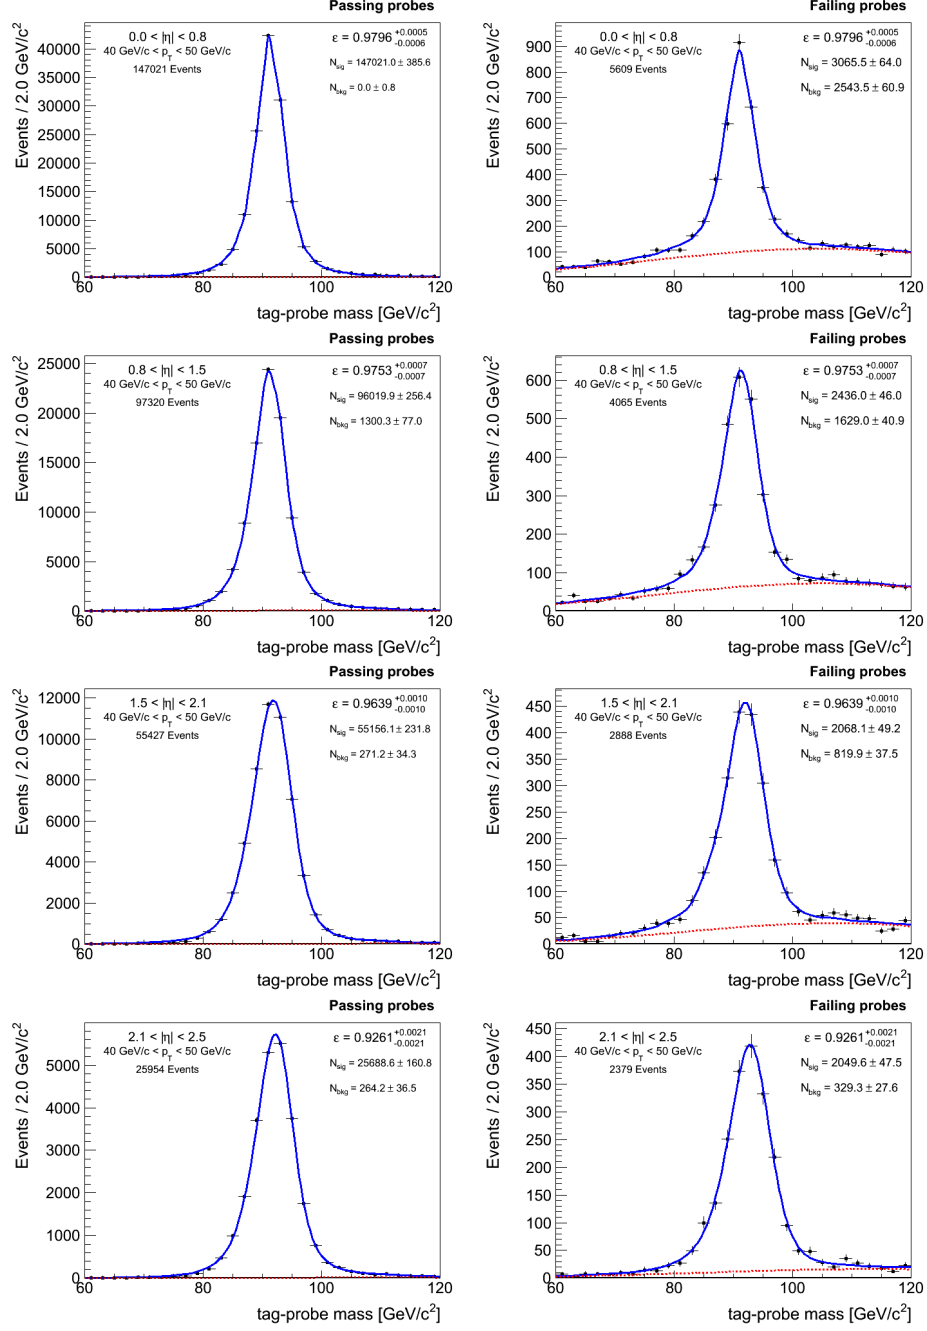 Passing probes
Events / 2.0 GeV/c²
0.0 < |η| < 0.8
40 GeV/c < p_T < 50 GeV/c
147021 Events
ε = 0.9796 +0.0005 -0.0006
N_sig = 147021.0 ± 385.6
N_bkg = 0.0 ± 0.8
40000
35000
30000
25000
20000
15000
10000
5000
0
60 80 100 120
tag-probe mass [GeV/c²]
Failing probes
Events / 2.0 GeV/c²
0.0 < |η| < 0.8
40 GeV/c < p_T < 50 GeV/c
5609 Events
ε = 0.9796 +0.0005 -0.0006
N_sig = 3065.5 ± 64.0
N_bkg = 2543.5 ± 60.9
900
800
700
600
500
400
300
200
100
0
60 80 100 120
tag-probe mass [GeV/c²]
Passing probes
Events / 2.0 GeV/c²
0.8 < |η| < 1.5
40 GeV/c < p_T < 50 GeV/c
97320 Events
ε = 0.9753 +0.0007 -0.0007
N_sig = 96019.9 ± 256.4
N_bkg = 1300.3 ± 77.0
25000
20000
15000
10000
5000
0
60 80 100 120
tag-probe mass [GeV/c²]
Failing probes
Events / 2.0 GeV/c²
0.8 < |η| < 1.5
40 GeV/c < p_T < 50 GeV/c
4065 Events
ε = 0.9753 +0.0007 -0.0007
N_sig = 2436.0 ± 46.0
N_bkg = 1629.0 ± 40.9
600
500
400
300
200
100
0
60 80 100 120
tag-probe mass [GeV/c²]
Passing probes
Events / 2.0 GeV/c²
1.5 < |η| < 2.1
40 GeV/c < p_T < 50 GeV/c
55427 Events
ε = 0.9639 +0.0010 -0.0010
N_sig = 55156.1 ± 231.8
N_bkg = 271.2 ± 34.3
12000
10000
8000
6000
4000
2000
0
60 80 100 120
tag-probe mass [GeV/c²]
Failing probes
Events / 2.0 GeV/c²
1.5 < |η| < 2.1
40 GeV/c < p_T < 50 GeV/c
2888 Events
ε = 0.9639 +0.0010 -0.0010
N_sig = 2068.1 ± 49.2
N_bkg = 819.9 ± 37.5
450
400
350
300
250
200
150
100
50
0
60 80 100 120
tag-probe mass [GeV/c²]
Passing probes
Events / 2.0 GeV/c²
2.1 < |η| < 2.5
40 GeV/c < p_T < 50 GeV/c
25954 Events
ε = 0.9261 +0.0021 -0.0021
N_sig = 25688.6 ± 160.8
N_bkg = 264.2 ± 36.5
5000
4000
3000
2000
1000
0
60 80 100 120
tag-probe mass [GeV/c²]
Failing probes
Events / 2.0 GeV/c²
2.1 < |η| < 2.5
40 GeV/c < p_T < 50 GeV/c
2379 Events
ε = 0.9261 +0.0021 -0.0021
N_sig = 2049.6 ± 47.5
N_bkg = 329.3 ± 27.6
450
400
350
300
250
200
150
100
50
0
60 80 100 120
tag-probe mass [GeV/c²]